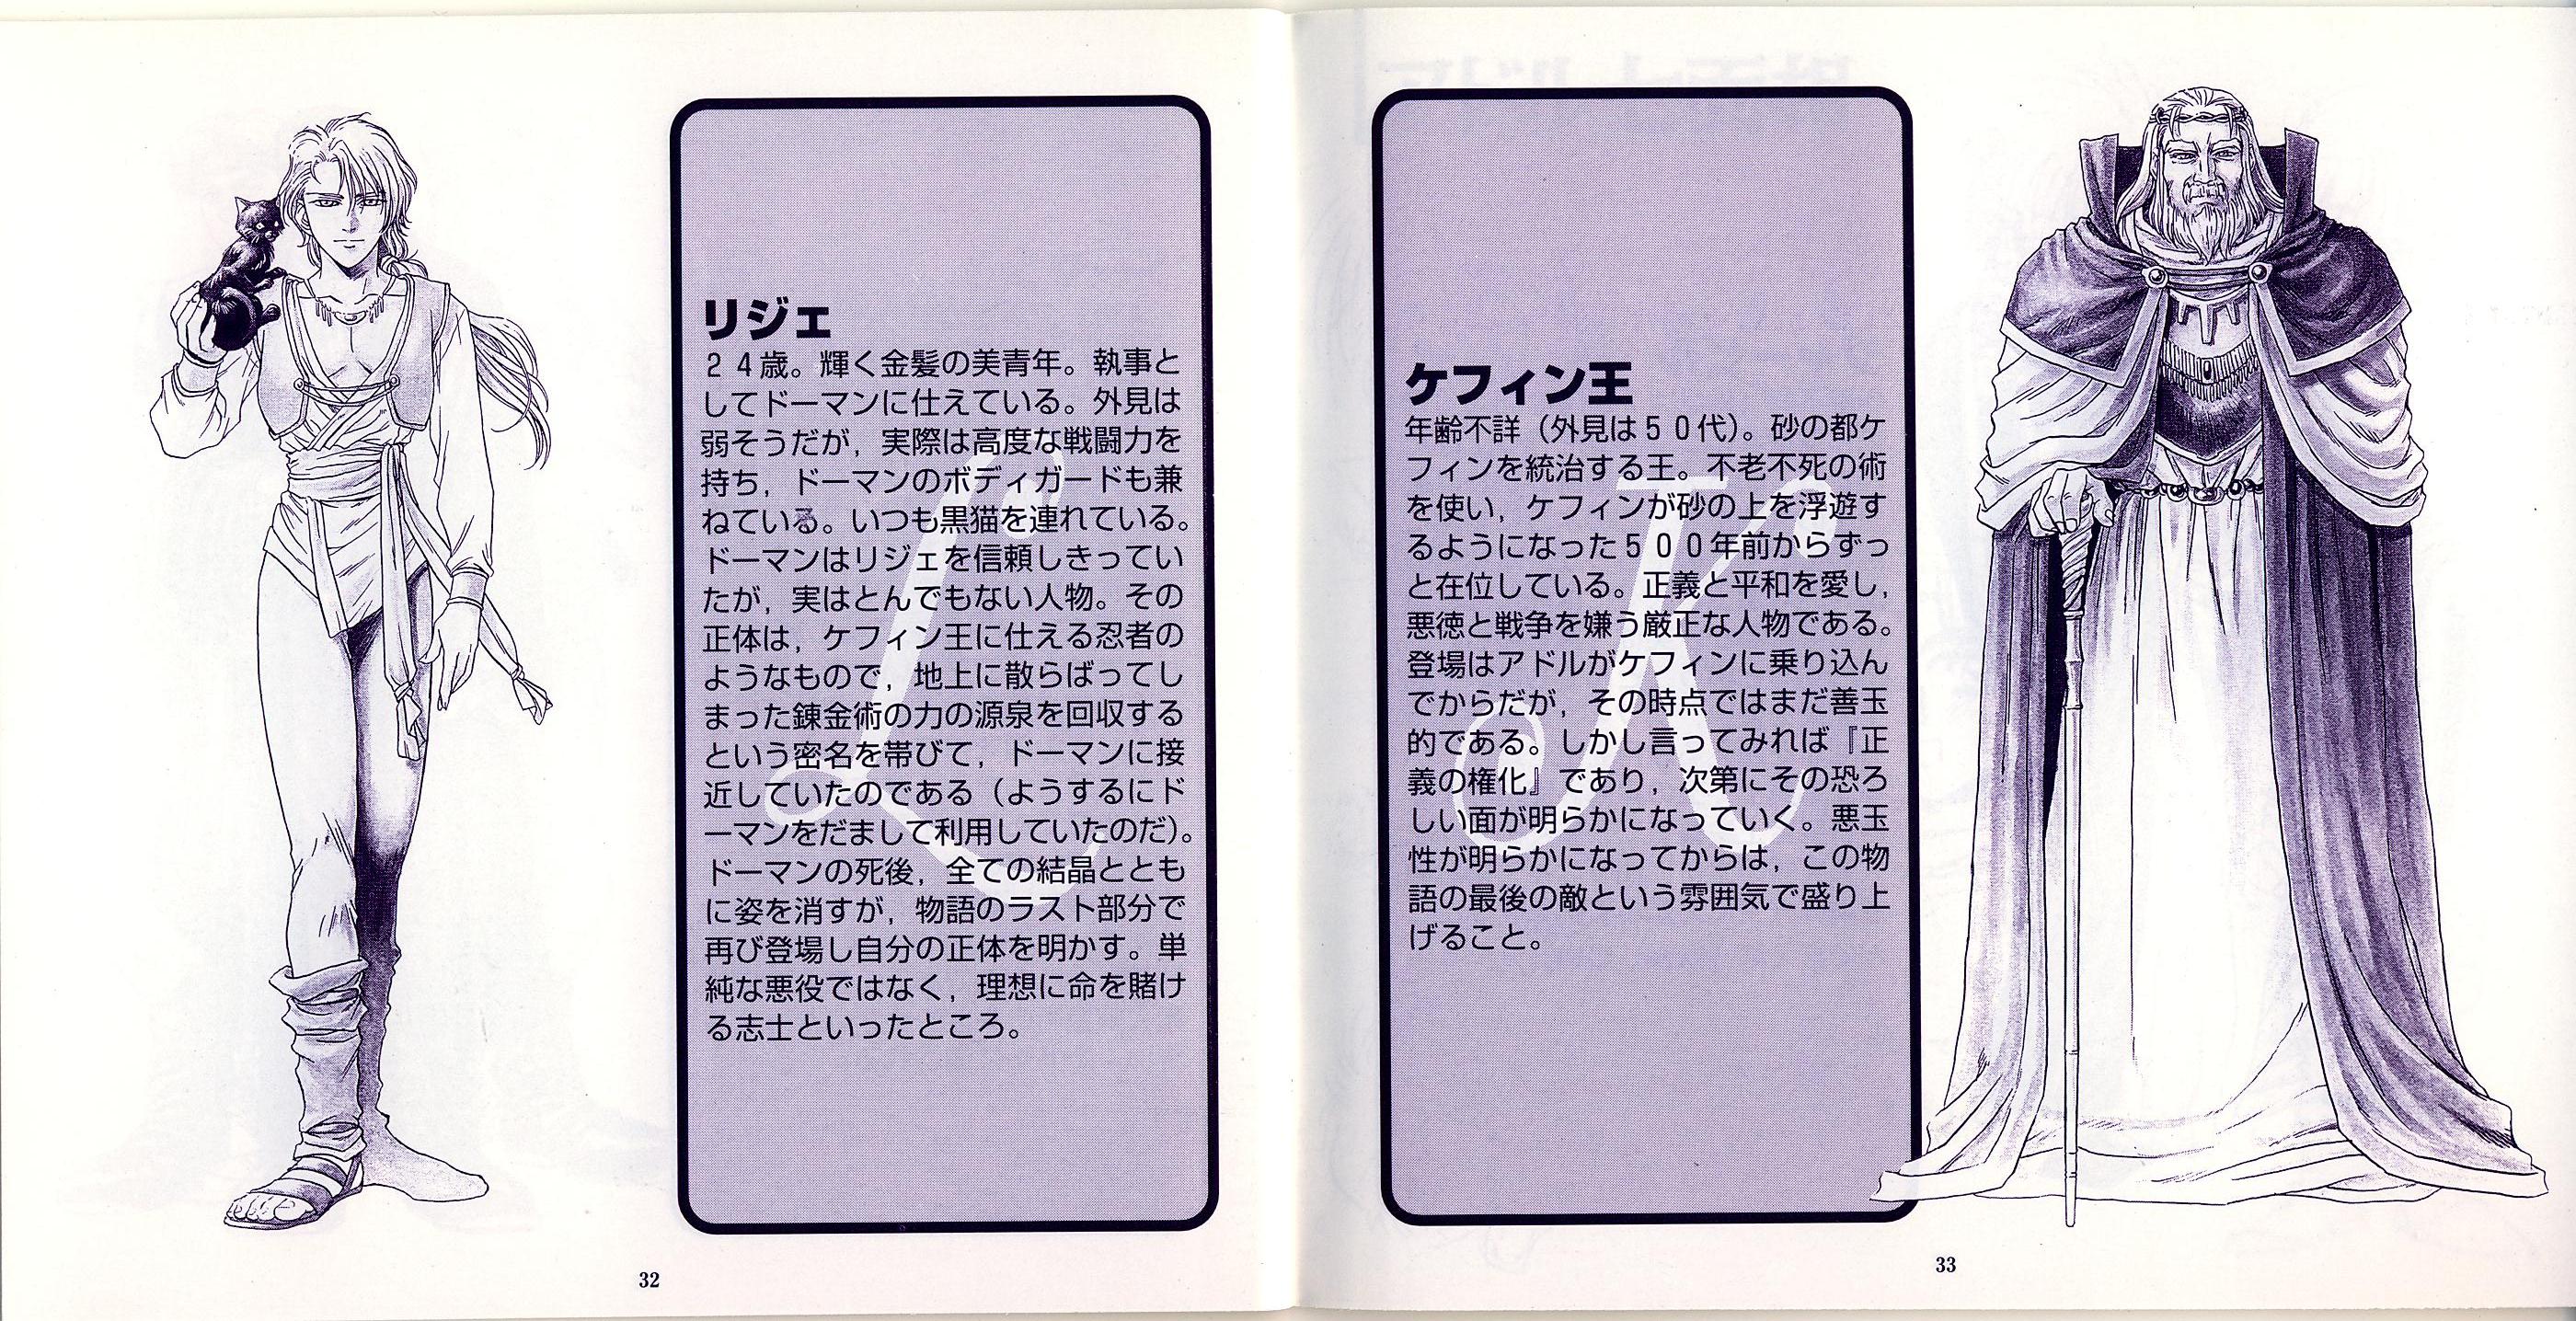 リジェ
２４歳。輝く金髪の美青年。執事と
してドーマンに仕えている。外見は
弱そうだが，実際は高度な戦闘力を
持ち，ドーマンのボディガードも兼
ねている。いつも黒猫を連れている。
ドーマンはリジェを信頼しきってい
たが，実はとんでもない人物。その
正体は，ケフィン王に仕える忍者の
ようなもので，地上に散らばってし
まった錬金術の力の源泉を回収する
という密名を帯びて，ドーマンに接
近していたのである（ようするにド
ーマンをだまして利用していたのだ）。
ドーマンの死後，全ての結晶ととも
に姿を消すが，物語のラスト部分で
再び登場し自分の正体を明かす。単
純な悪役ではなく，理想に命を賭け
る志士といったところ。
L
32
ケフィン王
年齢不詳（外見は５０代）。砂の都ケ
フィンを統治する王。不老不死の術
を使い，ケフィンが砂の上を浮遊す
るようになった５００年前からずっ
と在位している。正義と平和を愛し，
悪徳と戦争を嫌う厳正な人物である。
登場はアドルがケフィンに乗り込ん
でからだが，その時点ではまだ善玉
的である。しかし言ってみれば『正
義の権化』であり，次第にその恐ろ
しい面が明らかになっていく。悪玉
性が明らかになってからは，この物
語の最後の敵という雰囲気で盛り上
げること。
K
33